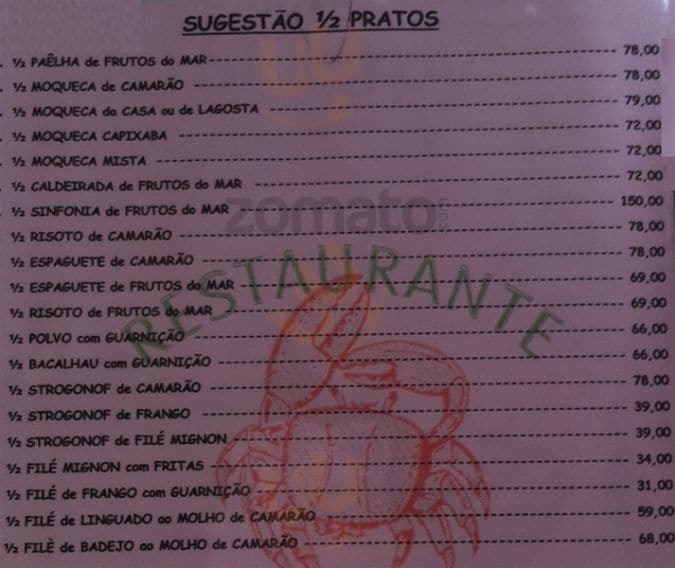 SUGESTÃO ½ PRATOS
½ PAÊLHA de FRUTOS do MAR 78,00
½ MOQUECA de CAMARÃO 78,00
½ MOQUECA da CASA ou de LAGOSTA 79,00
½ MOQUECA CAPIXABA 72,00
½ MOQUECA MISTA 72,00
½ CALDEIRADA de FRUTOS do MAR 72,00
½ SINFONIA de FRUTOS do MAR 150,00
zomato.com
½ RISOTO de CAMARÃO 78,00
½ ESPAGUETE de CAMARÃO 78,00
½ ESPAGUETE de FRUTOS do MAR 69,00
½ RISOTO de FRUTOS do MAR 69,00
RESTAURANTE
½ POLVO com GUARNIÇÃO 66,00
½ BACALHAU com GUARNIÇÃO 66,00
½ STROGONOF de CAMARÃO 78,00
½ STROGONOF de FRANGO 39,00
½ STROGONOF de FILÉ MIGNON 39,00
½ FILÉ MIGNON com FRITAS 34,00
½ FILÉ de FRANGO com GUARNIÇÃO 31,00
½ FILÉ de LINGUADO ao MOLHO de CAMARÃO 59,00
½ FILÈ de BADEJO ao MOLHO de CAMARÃO 68,00